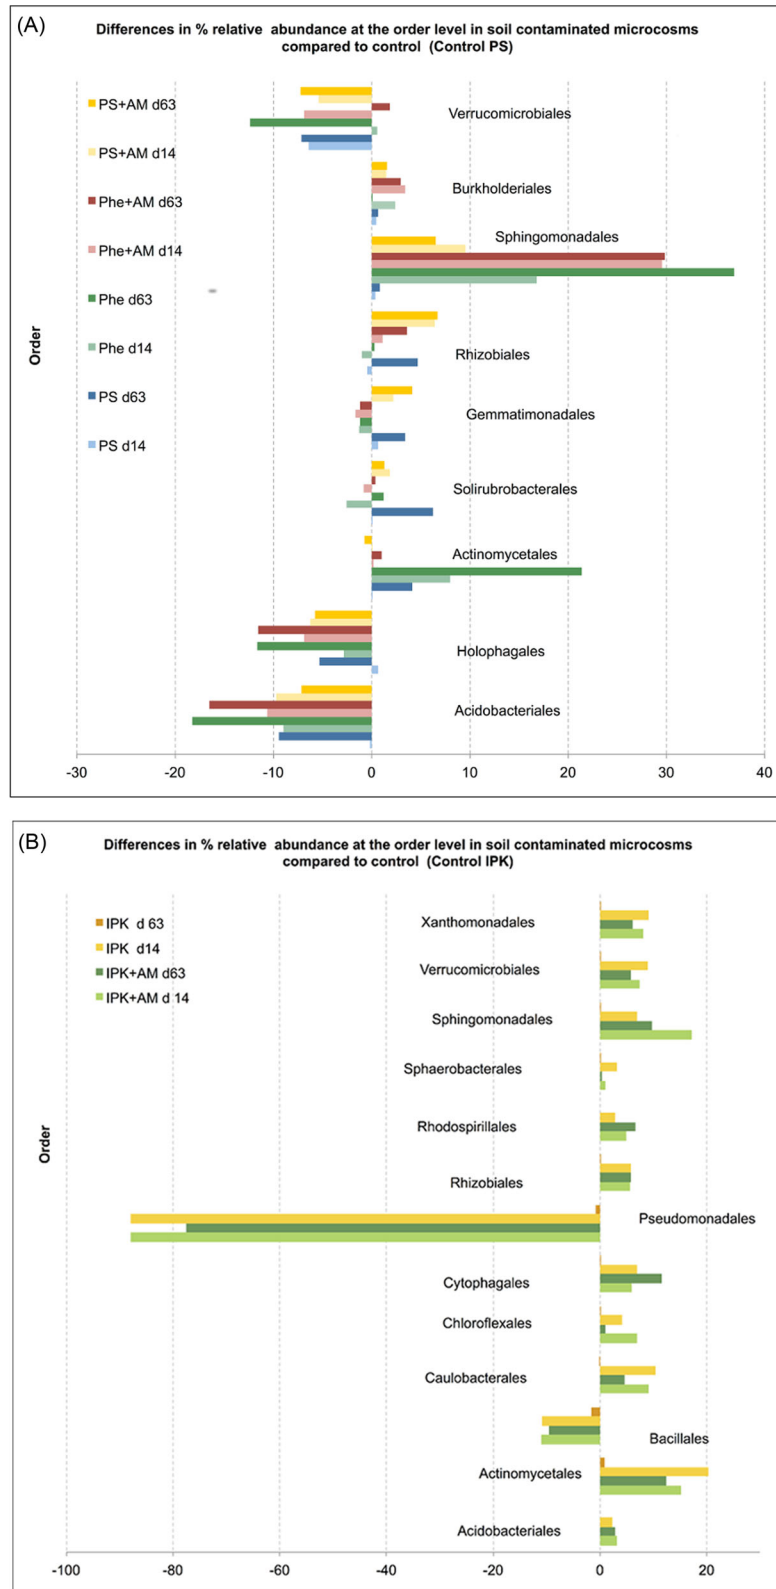 (A)
Differences in % relative abundance at the order level in soil contaminated microcosms
compared to control (Control PS)
PS+AM d63
PS+AM d14
Phe+AM d63
Phe+AM d14
Phe d63
Phe d14
PS d63
PS d14
Order
Verrucomicrobiales
Burkholderiales
Sphingomonadales
Rhizobiales
Gemmatimonadales
Solirubrobacterales
Actinomycetales
Holophagales
Acidobacteriales
-30 -20 -10 0 10 20 30 40
(B)
Differences in % relative abundance at the order level in soil contaminated microcosms
compared to control (Control IPK)
IPK d 63
IPK d14
IPK+AM d63
IPK+AM d 14
Order
Xanthomonadales
Verrucomicrobiales
Sphingomonadales
Sphaerobacterales
Rhodospirillales
Rhizobiales
Pseudomonadales
Cytophagales
Chloroflexales
Caulobacterales
Bacillales
Actinomycetales
Acidobacteriales
-100 -80 -60 -40 -20 0 20